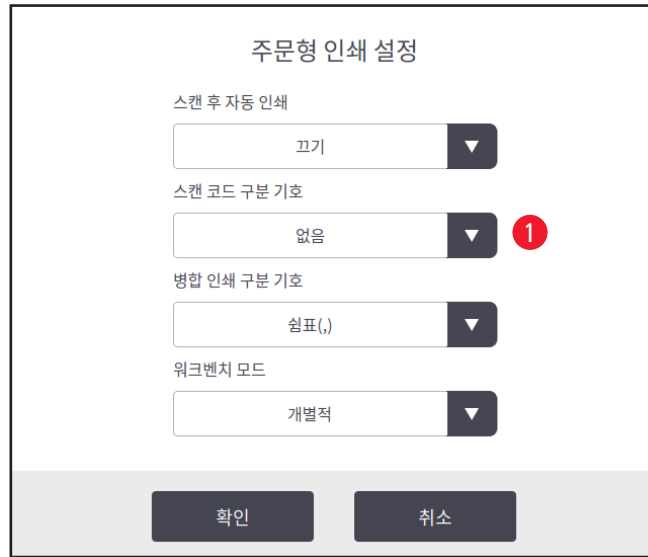 주문형 인쇄 설정
스캔 후 자동 인쇄
끄기
스캔 코드 구분 기호
없음
1
병합 인쇄 구분 기호
쉼표(,)
워크벤치 모드
개별적
확인
취소